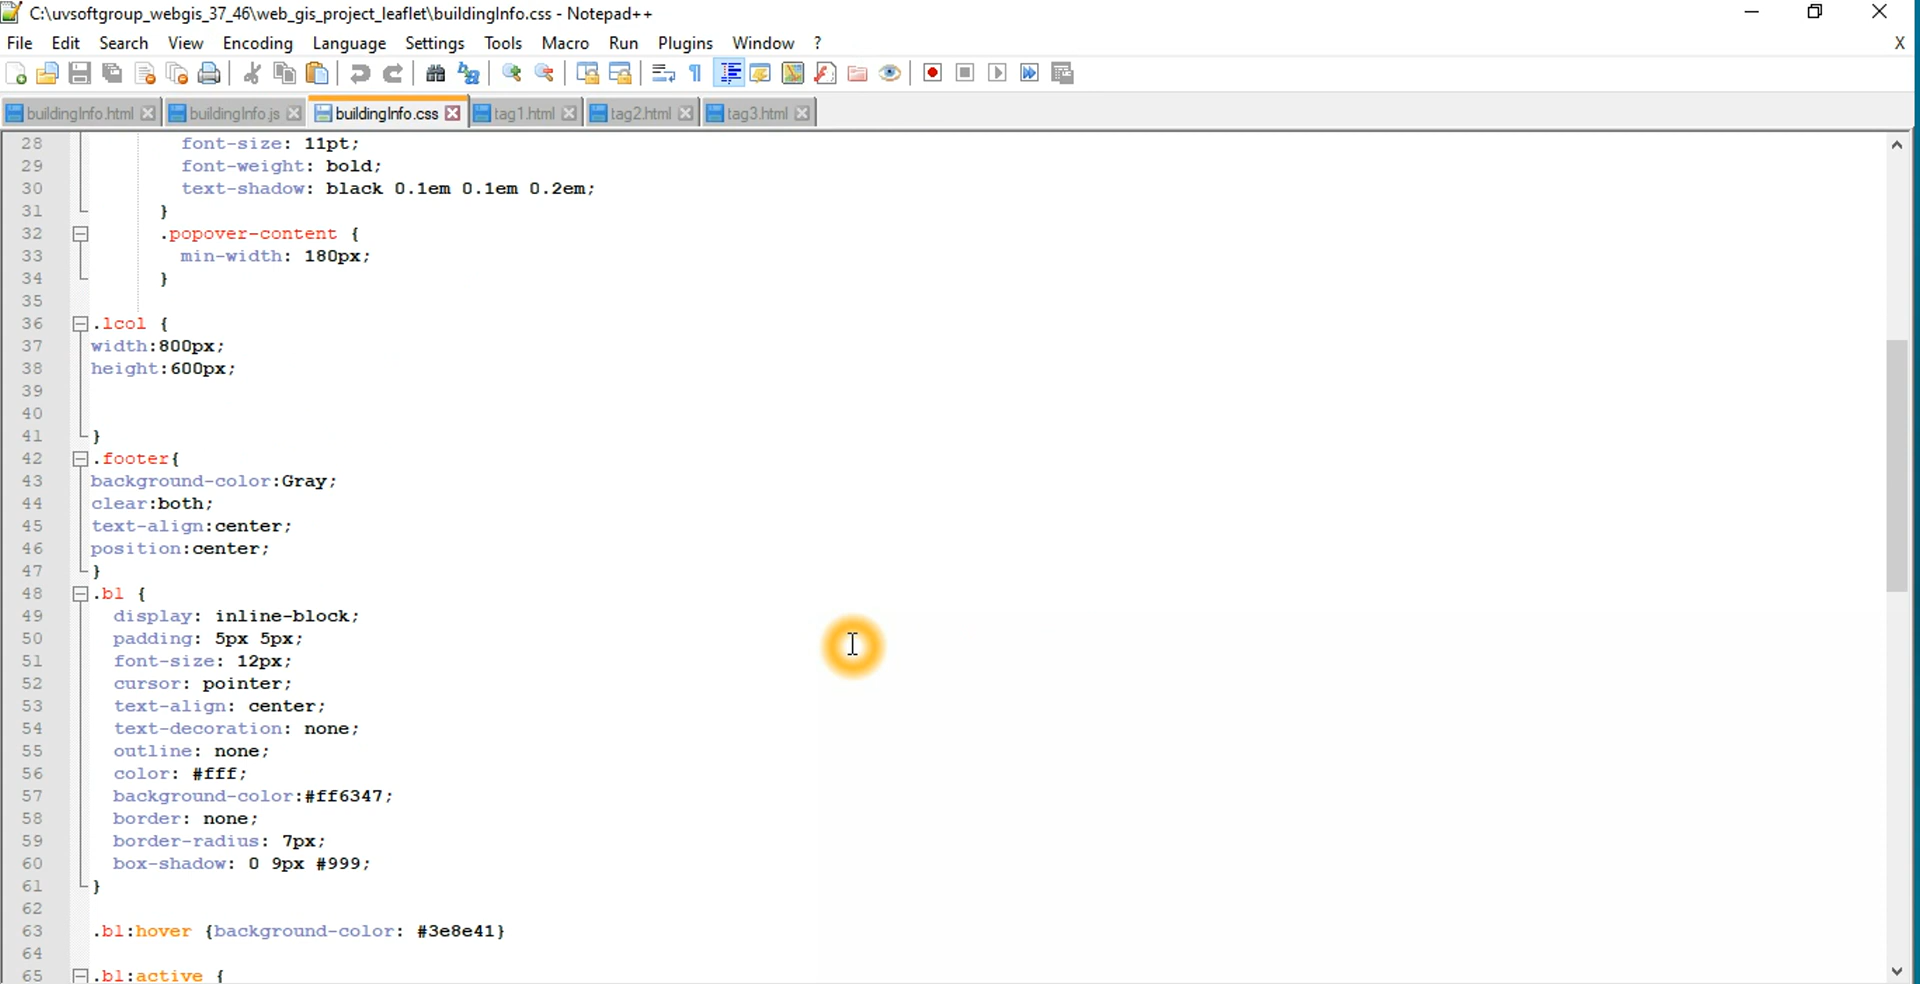 C:\uvsoftgroup_webgis_37_46\web_gis_project_leaflet\buildingInfo.css - Notepad++
File Edit Search View Encoding Language Settings Tools Macro Run Plugins Window ? X
buildingInfo.html buildingInfo.js buildingInfo.css tag1.html tag2.html tag3.html
28 font-size: 11pt;
29 font-weight: bold;
30 text-shadow: black 0.1em 0.1em 0.2em;
31 }
32 .popover-content {
33 min-width: 180px;
34 }
35
36 .lcol {
37 width:800px;
38 height:600px;
39
40
41 }
42 .footer{
43 background-color:Gray;
44 clear:both;
45 text-align:center;
46 position:center;
47 }
48 .bl {
49 display: inline-block;
50 padding: 5px 5px;
51 font-size: 12px;
52 cursor: pointer;
53 text-align: center;
54 text-decoration: none;
55 outline: none;
56 color: #fff;
57 background-color:#ff6347;
58 border: none;
59 border-radius: 7px;
60 box-shadow: 0 9px #999;
61 }
62
63 .bl:hover {background-color: #3e8e41}
64
65 .bl:active {